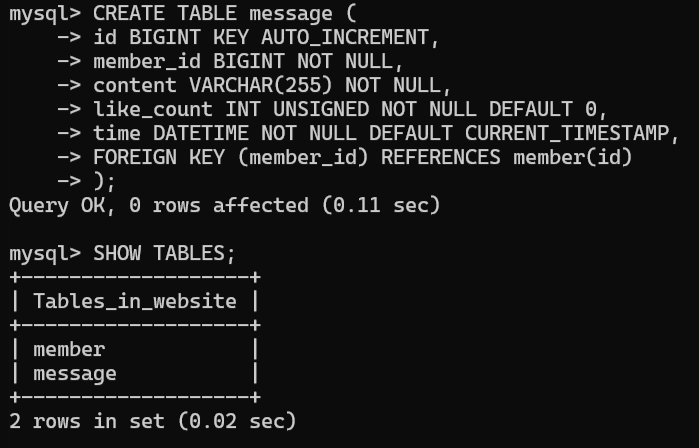 mysql> CREATE TABLE message (
    -> id BIGINT KEY AUTO_INCREMENT,
    -> member_id BIGINT NOT NULL,
    -> content VARCHAR(255) NOT NULL,
    -> like_count INT UNSIGNED NOT NULL DEFAULT 0,
    -> time DATETIME NOT NULL DEFAULT CURRENT_TIMESTAMP,
    -> FOREIGN KEY (member_id) REFERENCES member(id)
    -> );
Query OK, 0 rows affected (0.11 sec)

mysql> SHOW TABLES;
+-------------------+
| Tables_in_website |
+-------------------+
| member            |
| message           |
+-------------------+
2 rows in set (0.02 sec)